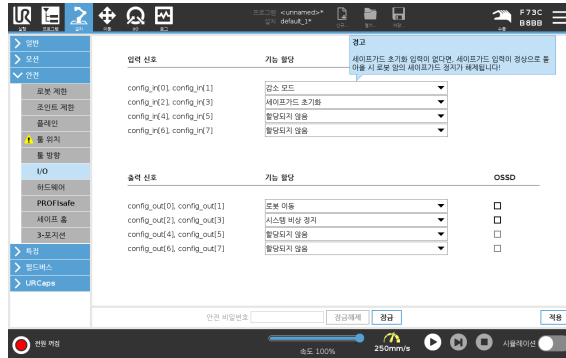 프로그램 <unnamed>*
설치 default_1*
F73C
B8BB
실행
프로그램
설치
이동
I/O
로그
신규...
열기...
저장...
수동
일반
모션
안전
로봇 제한
조인트 제한
플레인
툴 위치
툴 방향
I/O
하드웨어
PROFIsafe
세이프 홈
3-포지션
특징
필드버스
URCaps
경고
세이프가드 초기화 입력이 없다면, 세이프가드 입력이 정상으로 돌
아올 시 로봇 암의 세이프가드 정지가 해제됩니다!
입력 신호 기능 할당
config_in[0], config_in[1] 감소 모드
config_in[2], config_in[3] 세이프가드 초기화
config_in[4], config_in[5] 할당되지 않음
config_in[6], config_in[7] 할당되지 않음
출력 신호 기능 할당 OSSD
config_out[0], config_out[1] 로봇 이동
config_out[2], config_out[3] 시스템 비상 정지
config_out[4], config_out[5] 할당되지 않음
config_out[6], config_out[7] 할당되지 않음
안전 비밀번호 잠금해제 잠금 적용
전원 꺼짐
속도 100%
250mm/s
시뮬레이션